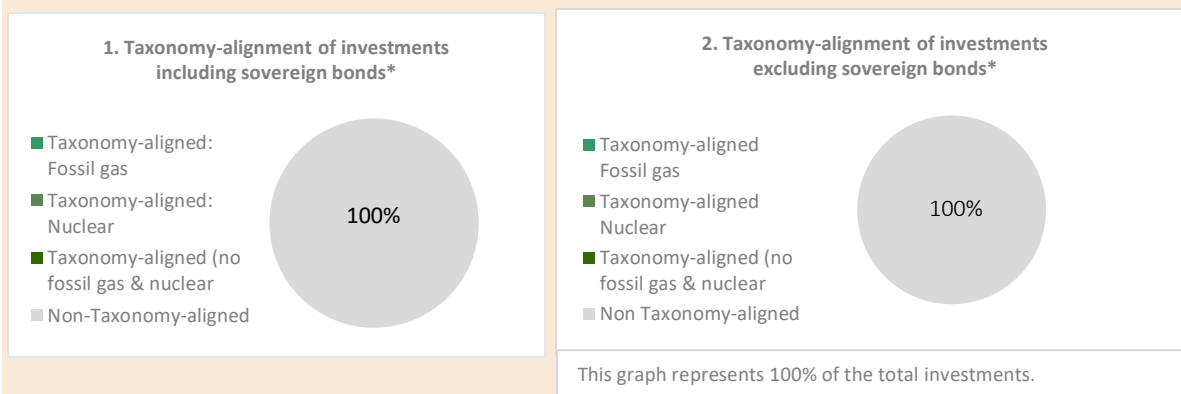 1. Taxonomy-alignment of investments
including sovereign bonds*
Taxonomy-aligned:
Fossil gas
Taxonomy-aligned:
Nuclear
Taxonomy-aligned (no
fossil gas & nuclear
Non-Taxonomy-aligned
100%
2. Taxonomy-alignment of investments
excluding sovereign bonds*
Taxonomy-aligned
Fossil gas
Taxonomy-aligned
Nuclear
Taxonomy-aligned (no
fossil gas & nuclear
Non Taxonomy-aligned
100%
This graph represents 100% of the total investments.